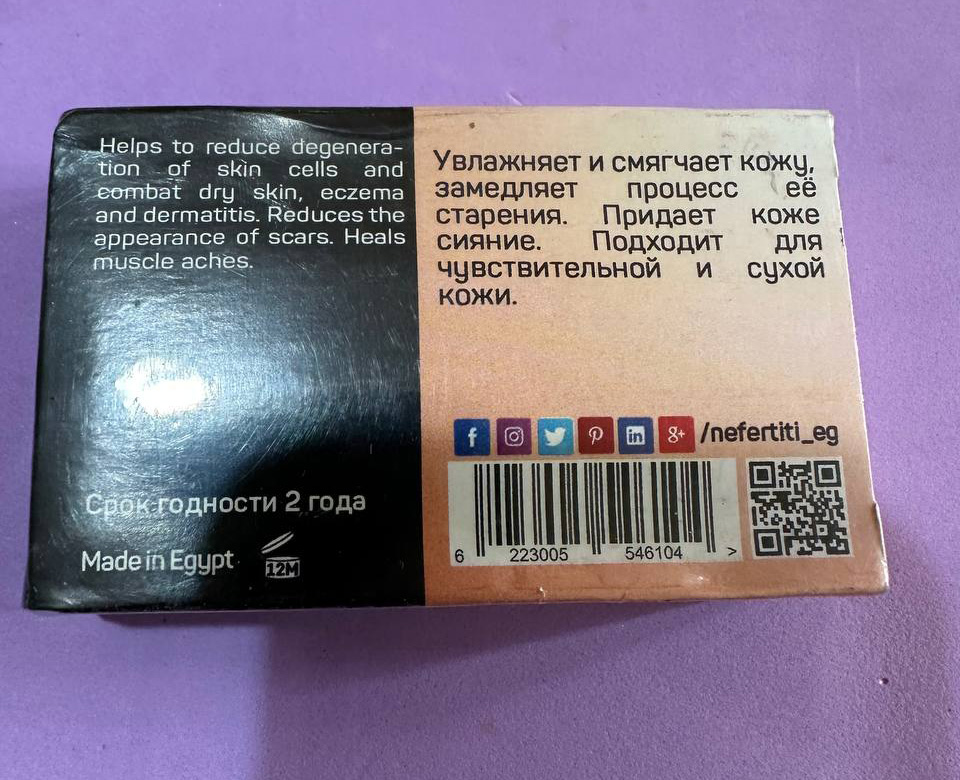 Helps to reduce degenera-
tion of skin cells and
combat dry skin, eczema
and dermatitis. Reduces the
appearance of scars. Heals
muscle aches.
Срок годности 2 года
Made in Egypt
12M
Увлажняет и смягчает кожу,
замедляет процесс её
старения. Придает коже
сияние. Подходит для
чувствительной и сухой
кожи.
f in 8+ /nefertiti_eg
6 223005 546104 >